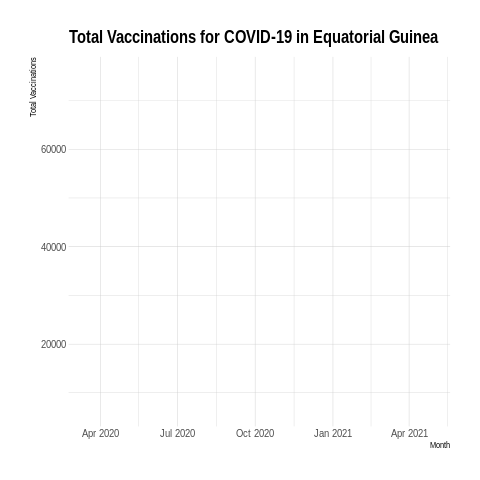 Total Vaccinations for COVID-19 in Equatorial Guinea
Total Vaccinations
60000
40000
20000
Apr 2020 Jul 2020 Oct 2020 Jan 2021 Apr 2021
Month